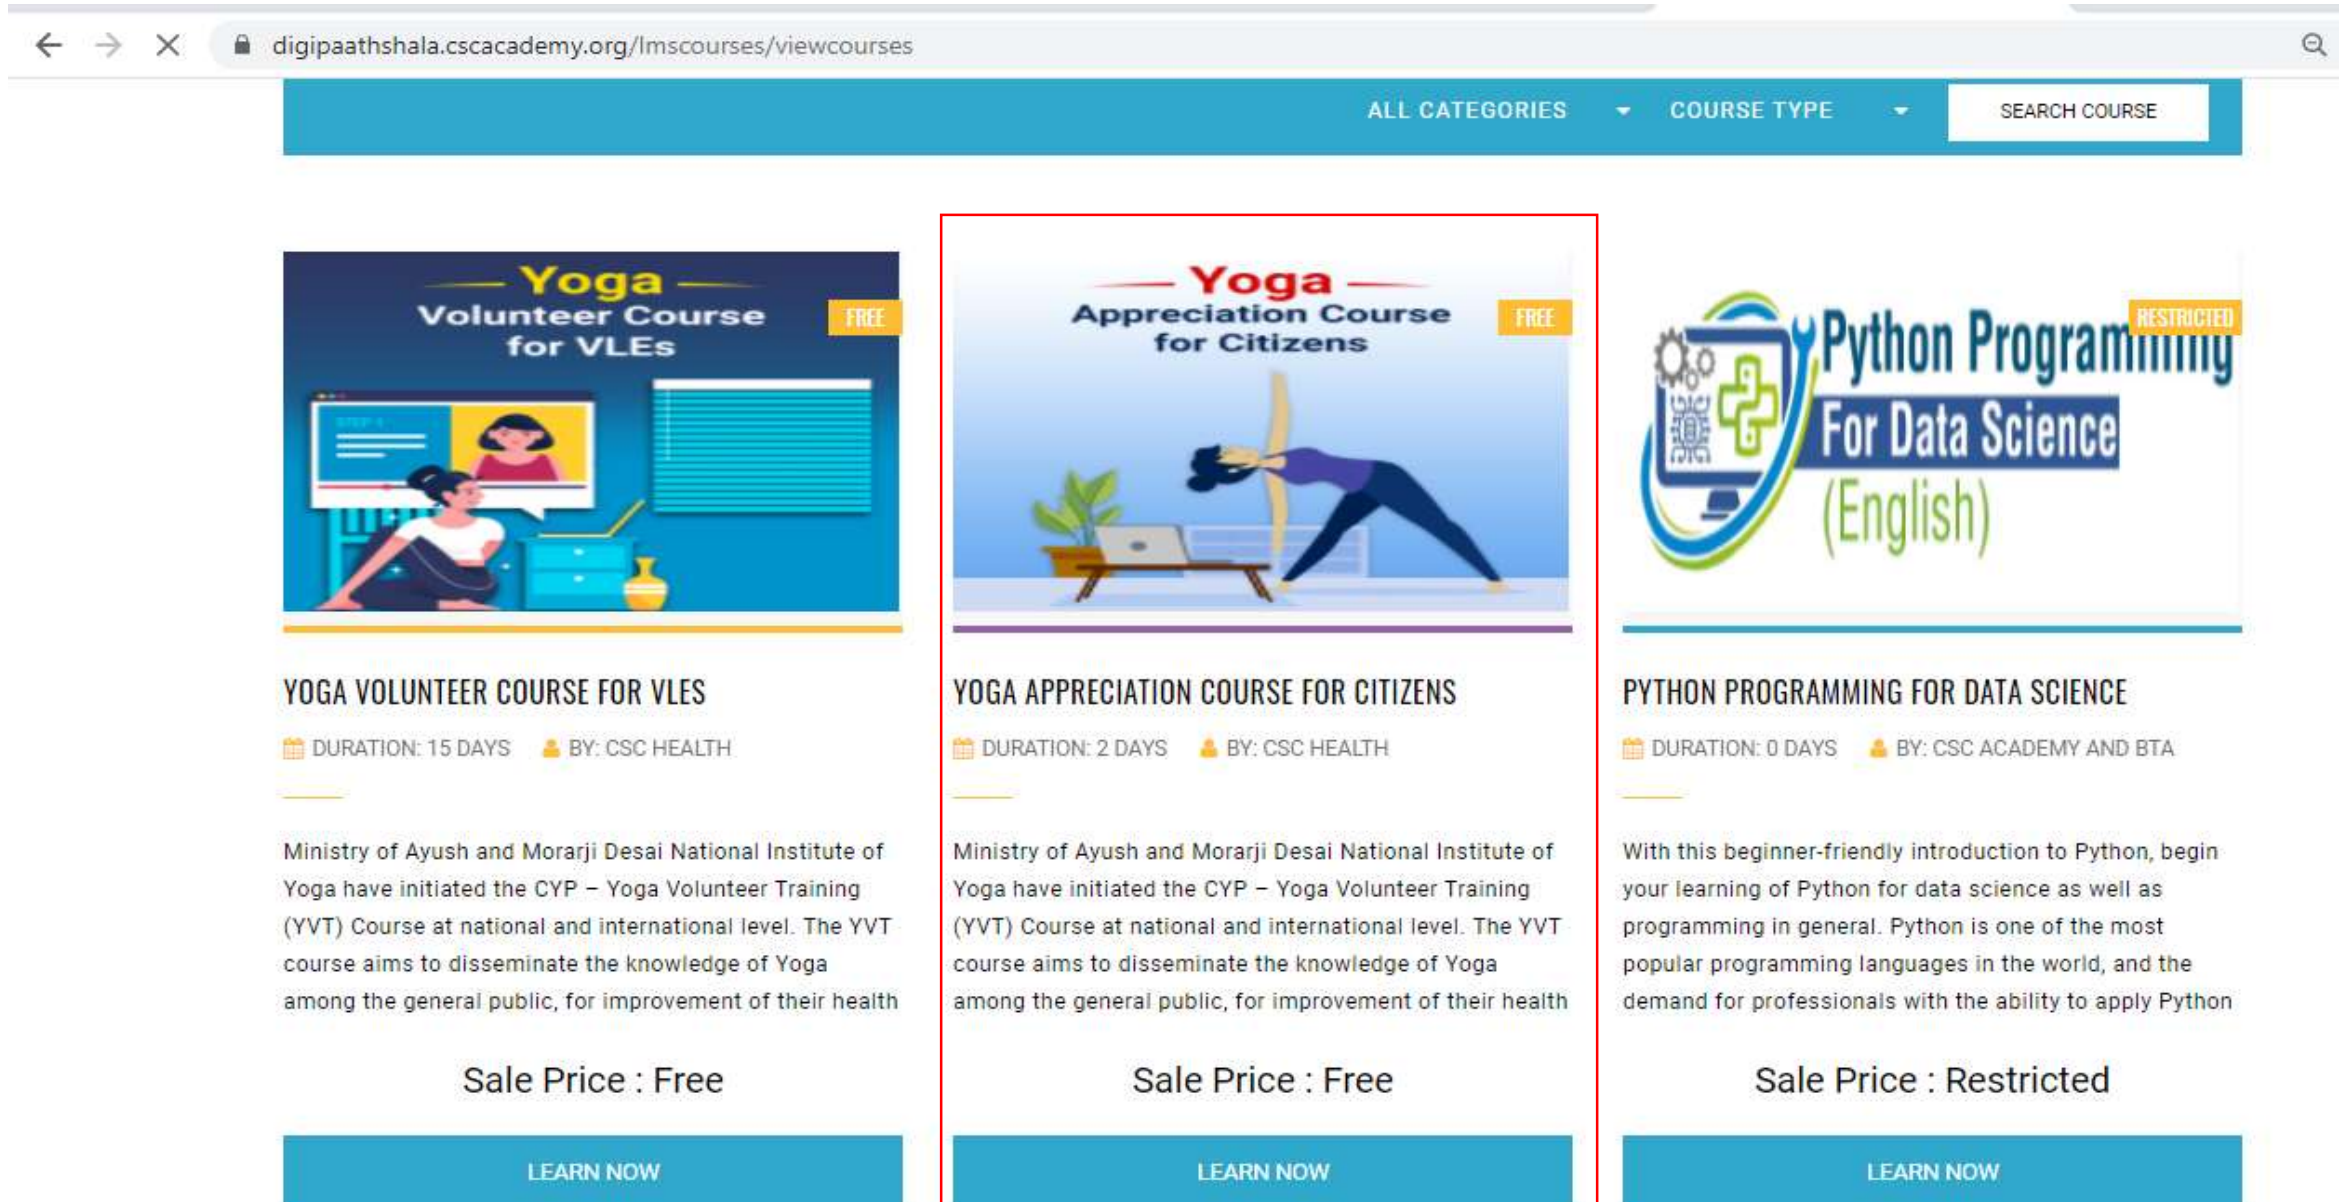 digipaathshala.cscacademy.org/lmscourses/viewcourses
ALL CATEGORIES
COURSE TYPE
SEARCH COURSE
Yoga
Volunteer Course
for VLEs
FREE
STEP 1
YOGA VOLUNTEER COURSE FOR VLES
DURATION: 15 DAYS BY: CSC HEALTH
Ministry of Ayush and Morarji Desai National Institute of
Yoga have initiated the CYP – Yoga Volunteer Training
(YVT) Course at national and international level. The YVT
course aims to disseminate the knowledge of Yoga
among the general public, for improvement of their health
Sale Price : Free
LEARN NOW
Yoga
Appreciation Course
for Citizens
FREE
YOGA APPRECIATION COURSE FOR CITIZENS
DURATION: 2 DAYS BY: CSC HEALTH
Ministry of Ayush and Morarji Desai National Institute of
Yoga have initiated the CYP – Yoga Volunteer Training
(YVT) Course at national and international level. The YVT
course aims to disseminate the knowledge of Yoga
among the general public, for improvement of their health
Sale Price : Free
LEARN NOW
RESTRICTED
Python Programming
For Data Science
(English)
PYTHON PROGRAMMING FOR DATA SCIENCE
DURATION: 0 DAYS BY: CSC ACADEMY AND BTA
With this beginner-friendly introduction to Python, begin
your learning of Python for data science as well as
programming in general. Python is one of the most
popular programming languages in the world, and the
demand for professionals with the ability to apply Python
Sale Price : Restricted
LEARN NOW